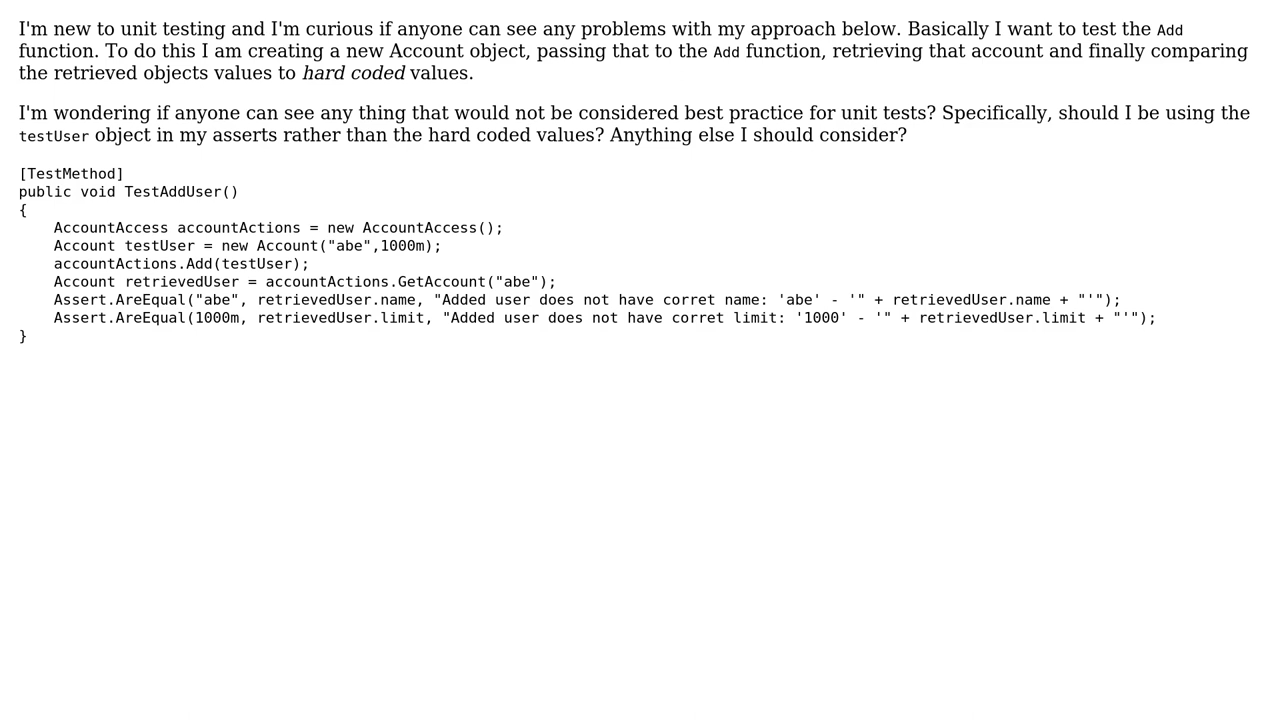 I'm new to unit testing and I'm curious if anyone can see any problems with my approach below. Basically I want to test the Add
function. To do this I am creating a new Account object, passing that to the Add function, retrieving that account and finally comparing
the retrieved objects values to hard coded values.
I'm wondering if anyone can see any thing that would not be considered best practice for unit tests? Specifically, should I be using the
testUser object in my asserts rather than the hard coded values? Anything else I should consider?
[TestMethod]
public void TestAddUser()
{
    AccountAccess accountActions = new AccountAccess();
    Account testUser = new Account("abe",1000m);
    accountActions.Add(testUser);
    Account retrievedUser = accountActions.GetAccount("abe");
    Assert.AreEqual("abe", retrievedUser.name, "Added user does not have corret name: 'abe' - '" + retrievedUser.name + "'");
    Assert.AreEqual(1000m, retrievedUser.limit, "Added user does not have corret limit: '1000' - '" + retrievedUser.limit + "'");
}